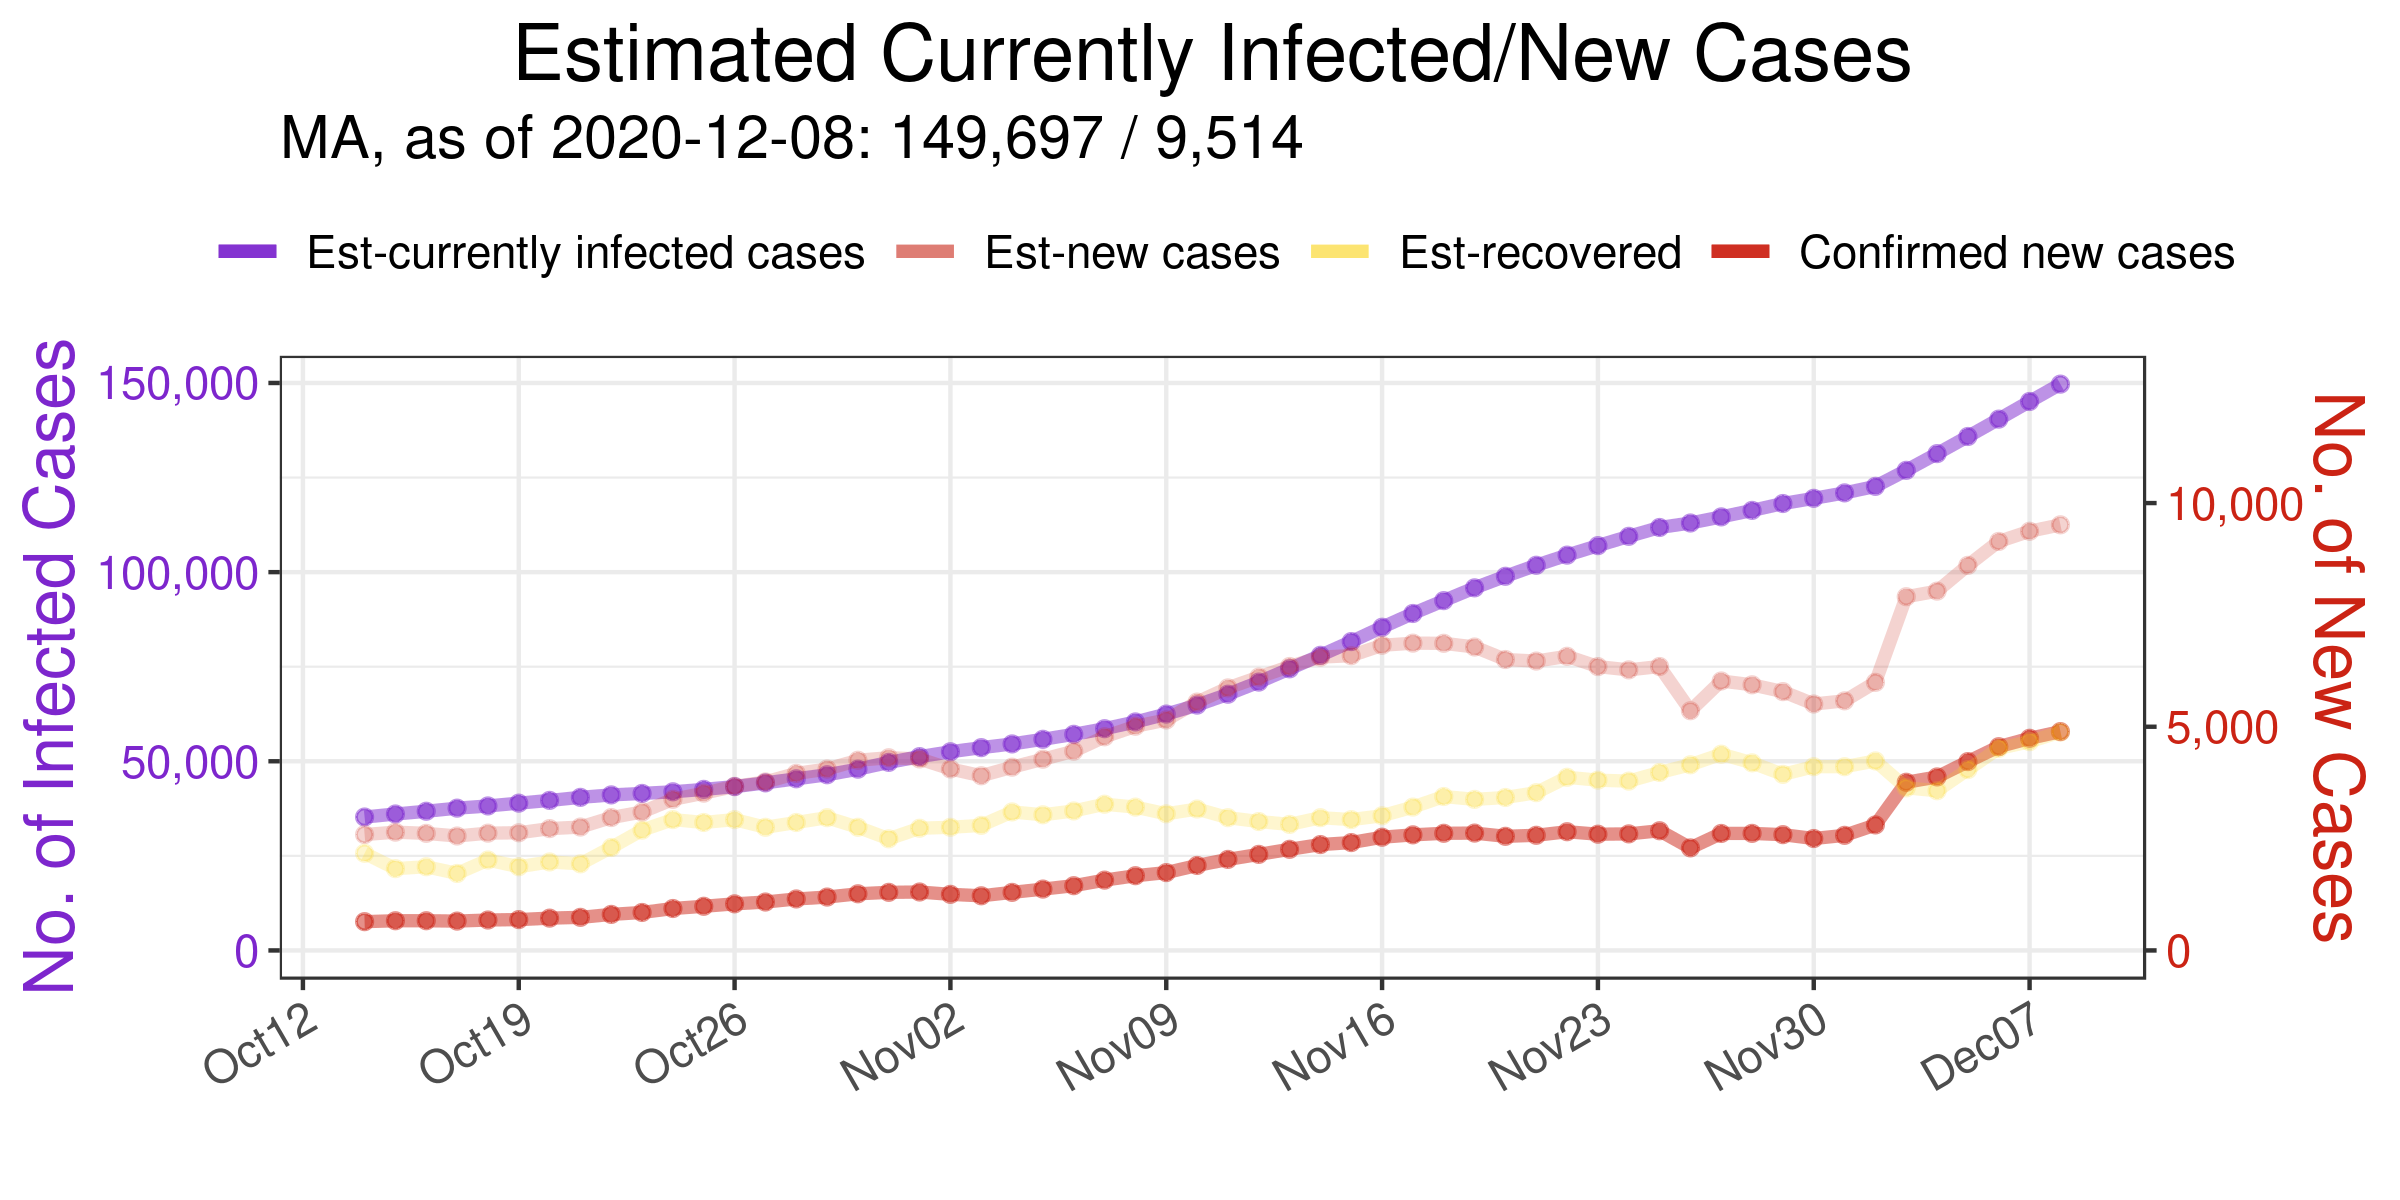 Estimated Currently Infected/New Cases
MA, as of 2020-12-08: 149,697 / 9,514
Est-currently infected cases Est-new cases Est-recovered Confirmed new cases
No. of Infected Cases
150,000
100,000
50,000
0
10,000
5,000
0
No. of New Cases
Oct12 Oct19 Oct26 Nov02 Nov09 Nov16 Nov23 Nov30 Dec07